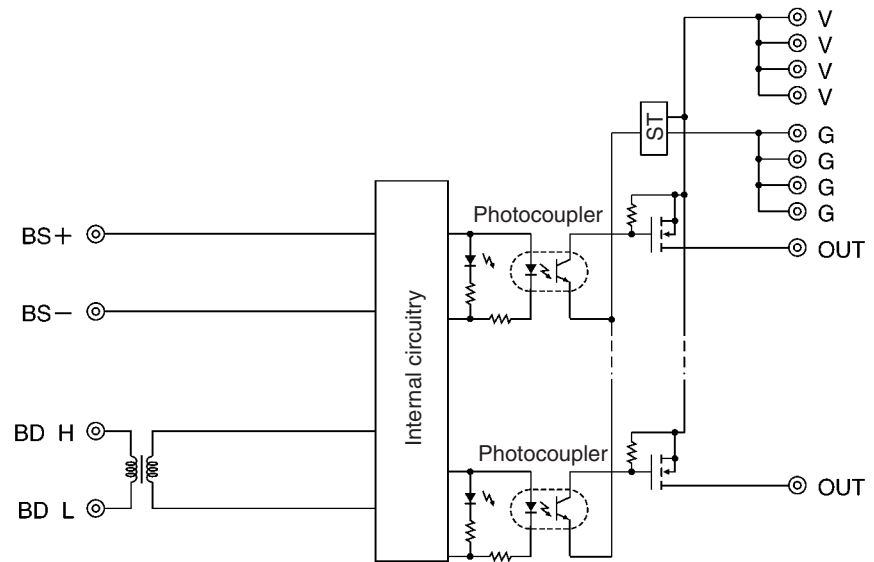 V
V
V
V
ST
G
G
G
G
Photocoupler
BS+
OUT
BS−
Internal circuitry
BD H
Photocoupler
BD L
OUT